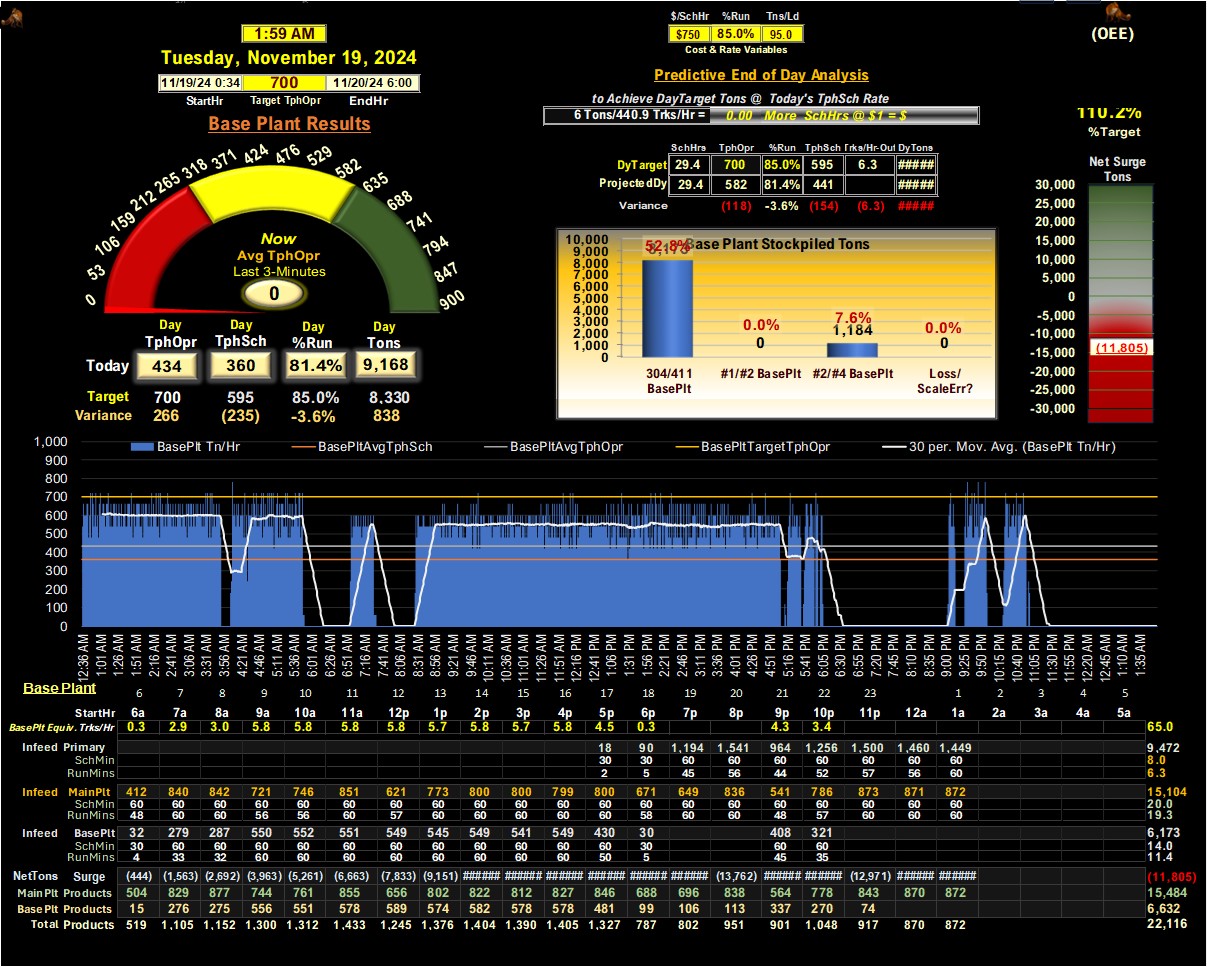 $/SchHr %Run Tns/Ld
$750 85.0% 95.0
Cost & Rate Variables
(OEE)
1:59 AM
Tuesday, November 19, 2024
11/19/24 0:34 700 11/20/24 6:00
StartHr Target TphOpr EndHr
Base Plant Results
Predictive End of Day Analysis
to Achieve DayTarget Tons @ Today's TphSch Rate
6 Tons/440.9 Trks/Hr = 0.00 More SchHrs @ $1 = $
110.2%
%Target
SchHrs TphOpr %Run TphSch Trks/Hr-Out DyTons
DyTarget 29.4 700 85.0% 595 6.3 #####
ProjectedDy 29.4 582 81.4% 441 #####
Variance (118) -3.6% (154) (6.3) #####
Net Surge
Tons
30,000
25,000
20,000
15,000
10,000
5,000
0
-5,000
-10,000
(11,805)
-15,000
-20,000
-25,000
-30,000
0 53 106 159 212 265 318 371 424 476 529 582 635 688 741 794 847 900
Now
Avg TphOpr
Last 3-Minutes
0
Day Day Day Day
TphOpr TphSch %Run Tons
Today 434 360 81.4% 9,168
Target 700 595 85.0% 8,330
Variance 266 (235) -3.6% 838
Base Plant Stockpiled Tons
10,000
9,000
8,000
7,000
6,000
5,000
4,000
3,000
2,000
1,000
0
52.8%
0.0%
0
7.6%
1,184
0.0%
0
304/411 BasePlt
#1/#2 BasePlt
#2/#4 BasePlt
Loss/ ScaleErr?
BasePlt Tn/Hr BasePltAvgTphSch BasePltAvgTphOpr BasePltTargetTphOpr 30 per. Mov. Avg. (BasePlt Tn/Hr)
1,000
900
800
700
600
500
400
300
200
100
0
12:36 AM 1:01 AM 1:26 AM 1:51 AM 2:16 AM 2:41 AM 3:06 AM 3:31 AM 3:56 AM 4:21 AM 4:46 AM 5:11 AM 5:36 AM 6:01 AM 6:26 AM 6:51 AM 7:16 AM 7:41 AM 8:06 AM 8:31 AM 8:56 AM 9:21 AM 9:46 AM 10:11 AM 10:36 AM 11:01 AM 11:26 AM 11:51 AM 12:16 PM 12:41 PM 1:06 PM 1:31 PM 1:56 PM 2:21 PM 2:46 PM 3:11 PM 3:36 PM 4:01 PM 4:26 PM 4:51 PM 5:16 PM 5:41 PM 6:05 PM 6:30 PM 6:55 PM 7:20 PM 7:45 PM 8:10 PM 8:35 PM 9:00 PM 9:25 PM 9:50 PM 10:15 PM 10:40 PM 11:05 PM 11:30 PM 11:55 PM 12:20 AM 12:45 AM 1:10 AM 1:35 AM
Base Plant 6 7 8 9 10 11 12 13 14 15 16 17 18 19 20 21 22 23 1 2 3 4 5
StartHr 6a 7a 8a 9a 10a 11a 12p 1p 2p 3p 4p 5p 6p 7p 8p 9p 10p 11p 12a 1a 2a 3a 4a 5a
BasePlt Equiv. Trks/Hr 0.3 2.9 3.0 5.8 5.8 5.8 5.8 5.7 5.8 5.7 5.8 4.5 0.3 4.3 3.4 65.0
Infeed Primary 18 90 1,194 1,541 964 1,256 1,500 1,460 1,449 9,472
SchMin 30 30 60 60 60 60 60 60 60 8.0
RunMins 2 5 45 56 44 52 57 56 60 6.3
Infeed MainPlt 412 840 842 721 746 851 621 773 800 800 799 800 671 649 836 541 786 873 871 872 15,104
SchMin 60 60 60 60 60 60 60 60 60 60 60 60 60 60 60 60 60 60 60 60 20.0
RunMins 48 60 60 56 56 60 57 60 60 60 60 60 58 60 60 48 57 60 60 60 19.3
Infeed BasePlt 32 279 287 550 552 551 549 545 549 541 549 430 30 408 321 6,173
SchMin 30 60 60 60 60 60 60 60 60 60 60 60 30 60 60 14.0
RunMins 4 33 32 60 60 60 60 60 60 60 60 50 5 45 35 11.4
NetTons Surge (444) (1,563) (2,692) (3,963) (5,261) (6,663) (7,833) (9,151) ###### ###### ###### ###### ###### ###### (13,762) ###### ###### (12,971) ###### ###### (11,805)
MainPlt Products 504 829 877 744 761 855 656 802 822 812 827 846 688 696 838 564 778 843 870 872 15,484
BasePlt Products 15 276 275 556 551 578 589 574 582 578 578 481 99 106 113 337 270 74 6,632
Total Products 519 1,105 1,152 1,300 1,312 1,433 1,245 1,376 1,404 1,390 1,405 1,327 787 802 951 901 1,048 917 870 872 22,116